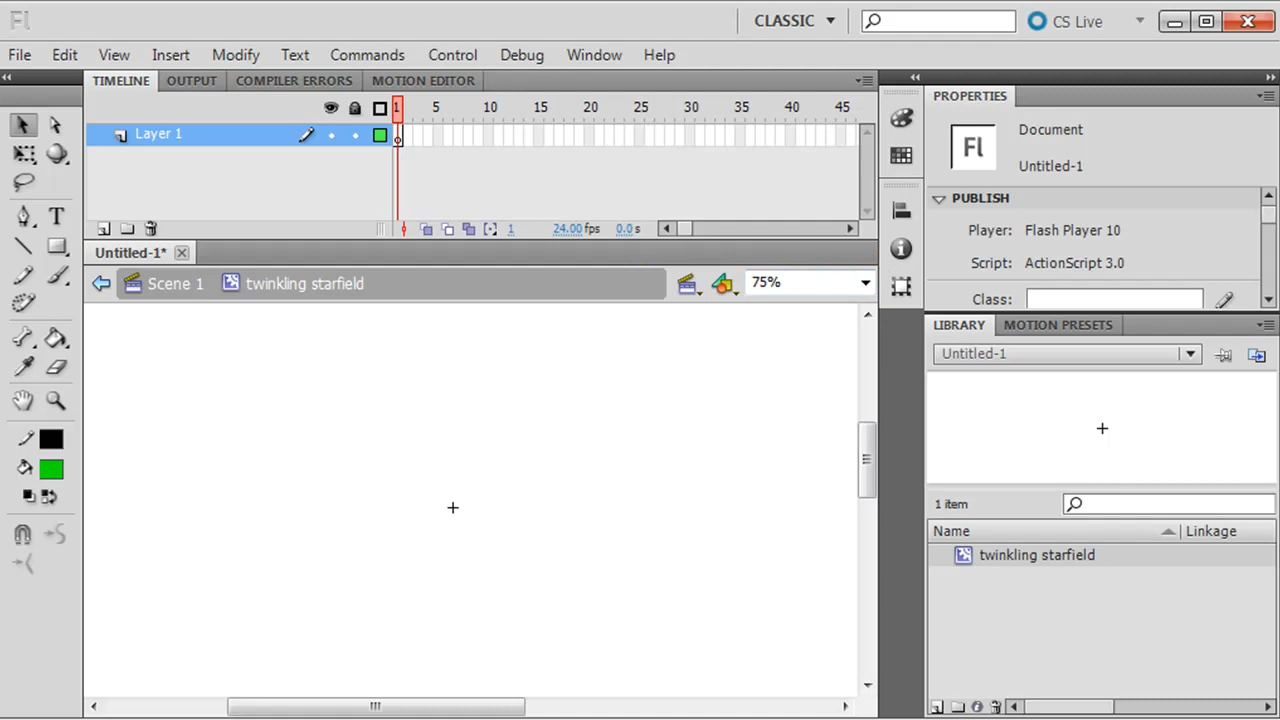 Fl
CLASSIC
CS Live
File Edit View Insert Modify Text Commands Control Debug Window Help
TIMELINE OUTPUT COMPILER ERRORS MOTION EDITOR
1 5 10 15 20 25 30 35 40 45
Layer 1
1 24.00 fps 0.0 s
Untitled-1*
Scene 1 twinkling starfield 75%
PROPERTIES
Fl
Document
Untitled-1
PUBLISH
Player: Flash Player 10
Script: ActionScript 3.0
Class:
LIBRARY MOTION PRESETS
Untitled-1
1 item
Name Linkage
twinkling starfield